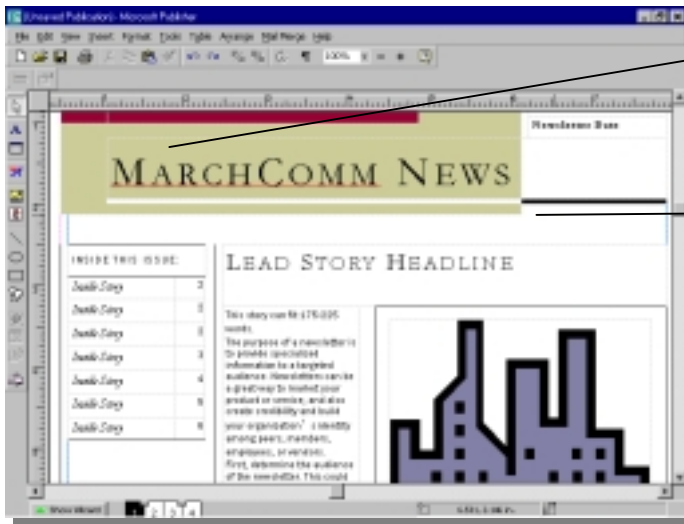 [Unsaved Publication] - Microsoft Publisher
File Edit View Insert Format Tools Table Arrange Mail Merge Help
100%
Newsletter Date
MARCHCOMM NEWS
INSIDE THIS ISSUE:
Inside Story 2
Inside Story 2
Inside Story 2
Inside Story 3
Inside Story 4
Inside Story 5
Inside Story 6
LEAD STORY HEADLINE
This story can fit 175-225
words.
The purpose of a newsletter is
to provide specialized
information to a targeted
audience. Newsletters can be
a great way to market your
product or service, and also
create credibility and build
your organization's identity
among peers, members,
employees, or vendors.
First, determine the audience
of the newsletter. This could
Show Wizard 1 2 3 4